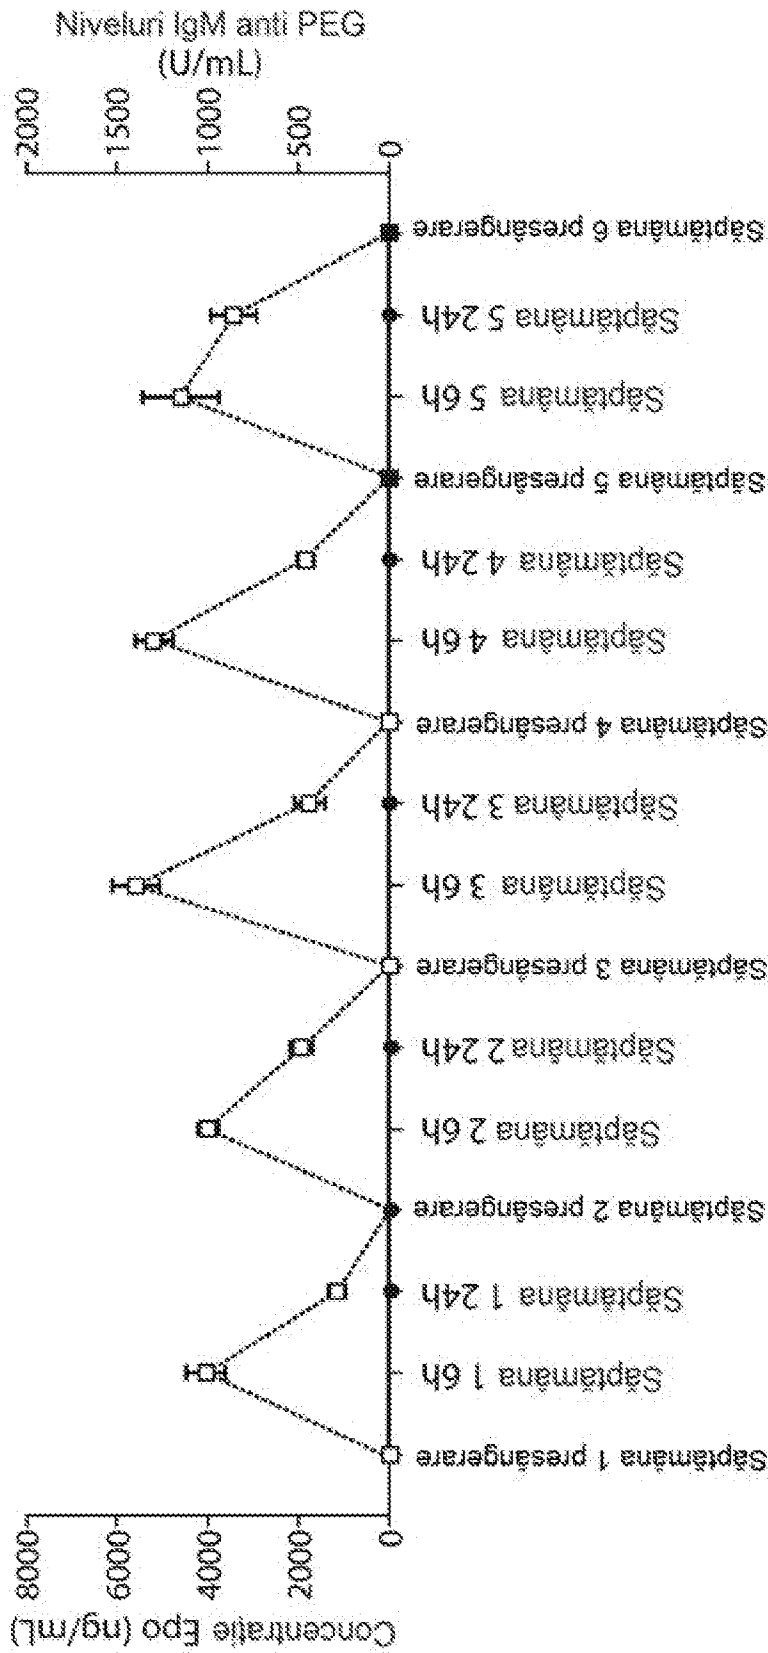 Niveluri IgM anti PEG
(U/mL)
2000
1500
1000
500
0
Săptămâna 6 presângerare
Săptămâna 5 24h
Săptămâna 5 6h
Săptămâna 5 presângerare
Săptămâna 4 24h
Săptămâna 4 6h
Săptămâna 4 presângerare
Săptămâna 3 24h
Săptămâna 3 6h
Săptămâna 3 presângerare
Săptămâna 2 24h
Săptămâna 2 6h
Săptămâna 2 presângerare
Săptămâna 1 24h
Săptămâna 1 6h
Săptămâna 1 presângerare
8000
6000
4000
2000
0
Concentrație Epo (ng/mL)